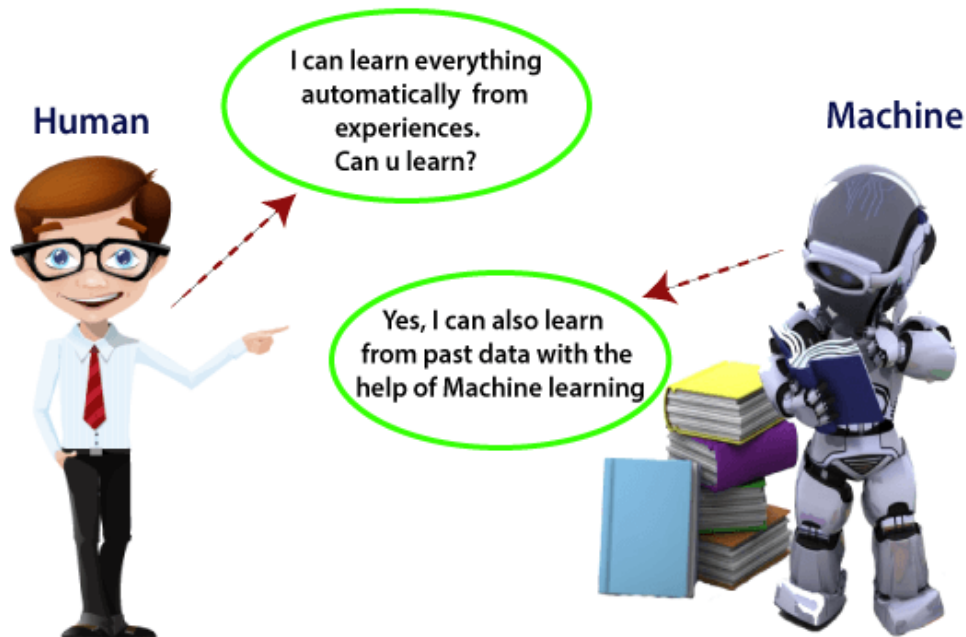 Human
I can learn everything
automatically from
experiences.
Can u learn?
Machine
Yes, I can also learn
from past data with the
help of Machine learning